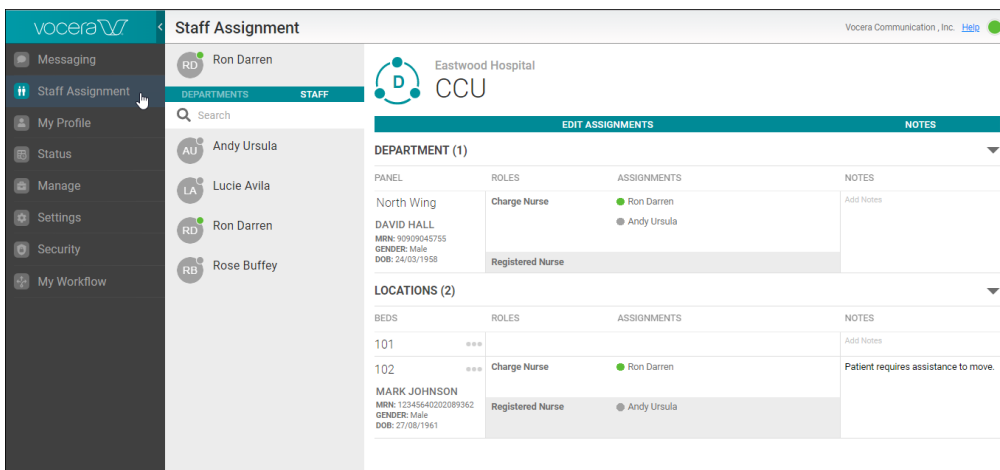 vocera
Staff Assignment
Vocera Communication , Inc. Help
Messaging
Staff Assignment
My Profile
Status
Manage
Settings
Security
My Workflow
RD Ron Darren
DEPARTMENTS STAFF
Search
AU Andy Ursula
LA Lucie Avila
RD Ron Darren
RB Rose Buffey
D
Eastwood Hospital
CCU
EDIT ASSIGNMENTS NOTES
DEPARTMENT (1)
PANEL ROLES ASSIGNMENTS NOTES
North Wing Charge Nurse Ron Darren Add Notes
Andy Ursula
DAVID HALL
MRN: 90909045755
GENDER: Male
DOB: 24/03/1958 Registered Nurse
LOCATIONS (2)
BEDS ROLES ASSIGNMENTS NOTES
101 Add Notes
102 Charge Nurse Ron Darren Patient requires assistance to move.
MARK JOHNSON
MRN: 12345640202089362 Registered Nurse Andy Ursula
GENDER: Male
DOB: 27/08/1961